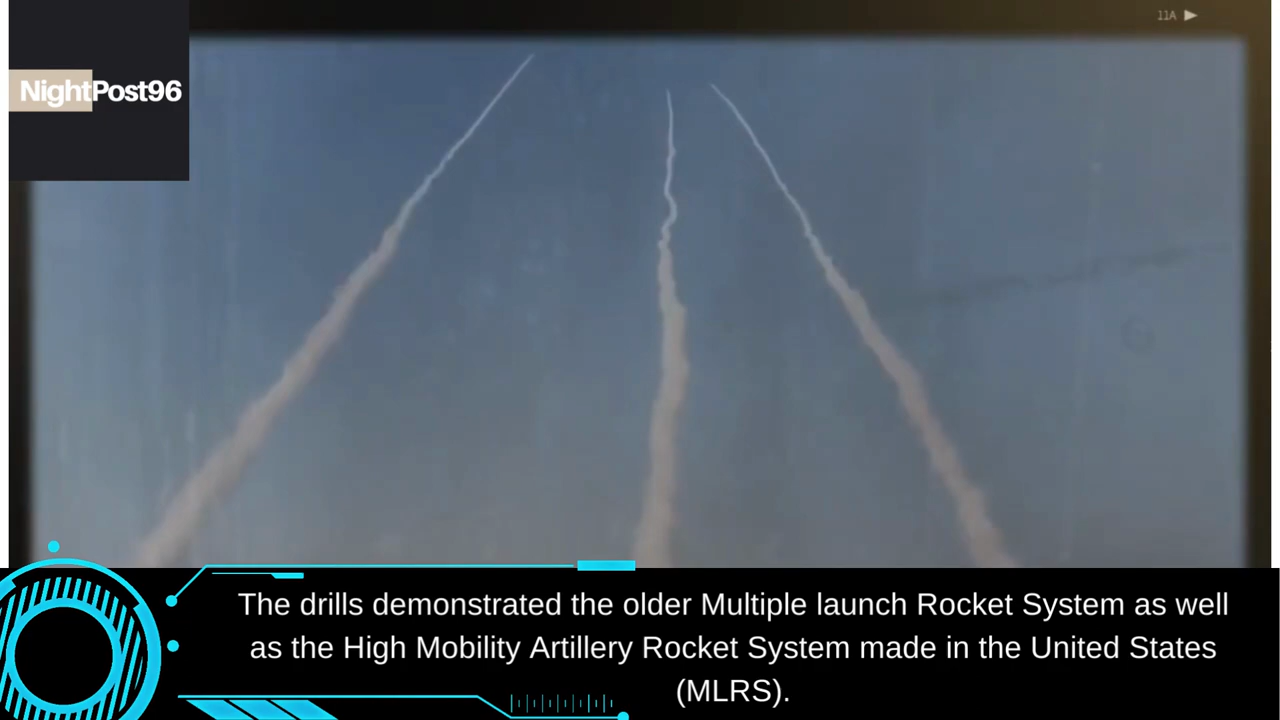 11A
NightPost96
The drills demonstrated the older Multiple launch Rocket System as well
as the High Mobility Artillery Rocket System made in the United States
(MLRS).